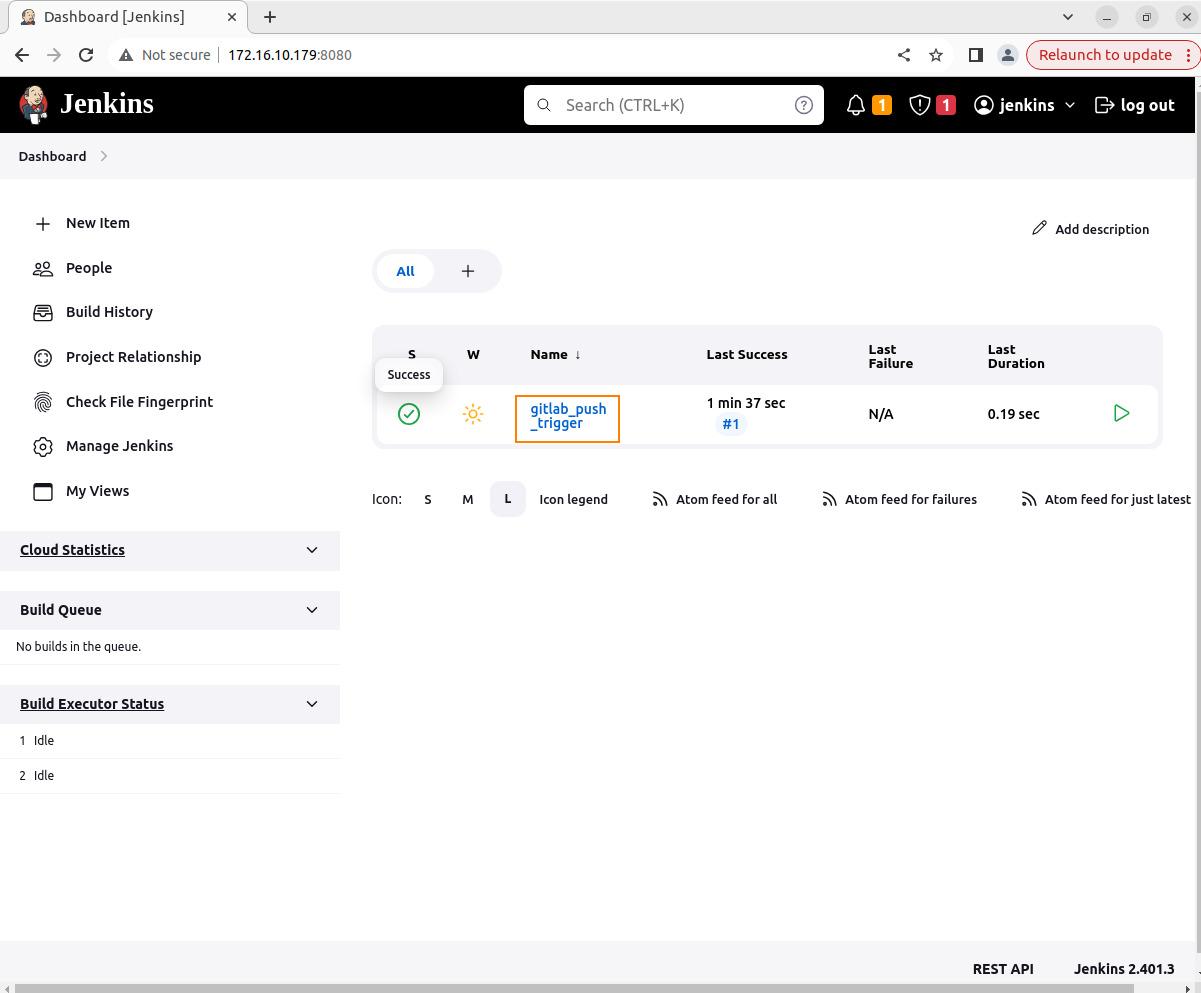 Dashboard [Jenkins]
Not secure
172.16.10.179:8080
Relaunch to update
Jenkins
Search (CTRL+K)
1
1
jenkins
log out
Dashboard
New Item
People
Build History
Project Relationship
Check File Fingerprint
Manage Jenkins
My Views
Cloud Statistics
Build Queue
No builds in the queue.
Build Executor Status
1 Idle
2 Idle
Add description
All +
S W Name ↓ Last Success Last
Failure Last
Duration
Success
gitlab_push
_trigger
1 min 37 sec
#1
N/A
0.19 sec
Icon: S M L Icon legend Atom feed for all Atom feed for failures Atom feed for just latest
REST API Jenkins 2.401.3